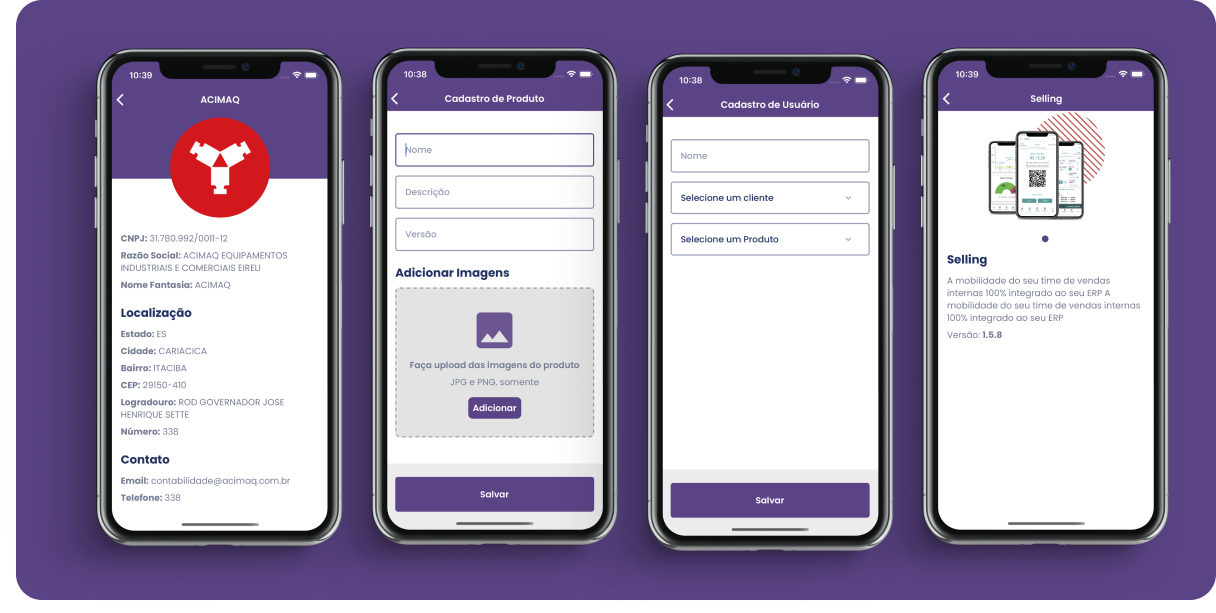 10:39
ACIMAQ
CNPJ: 31.780.992/0011-12
Razão Social: ACIMAQ EQUIPAMENTOS
INDUSTRIAIS E COMERCIAIS EIRELI
Nome Fantasia: ACIMAQ
Localização
Estado: ES
Cidade: CARIACICA
Bairro: ITACIBA
CEP: 29150-410
Logradouro: ROD GOVERNADOR JOSE
HENRIQUE SETTE
Número: 338
Contato
Email: contabilidade@acimaq.com.br
Telefone: 338
10:38
Cadastro de Produto
Nome
Descrição
Versão
Adicionar Imagens
Faça upload das imagens do produto
JPG e PNG, somente
Adicionar
Salvar
10:38
Cadastro de Usuário
Nome
Selecione um cliente
Selecione um Produto
Salvar
10:39
Selling
Selling
A mobilidade do seu time de vendas
internas 100% integrado ao seu ERP A
mobilidade do seu time de vendas internas
100% integrado ao seu ERP
Versão: 1.5.8